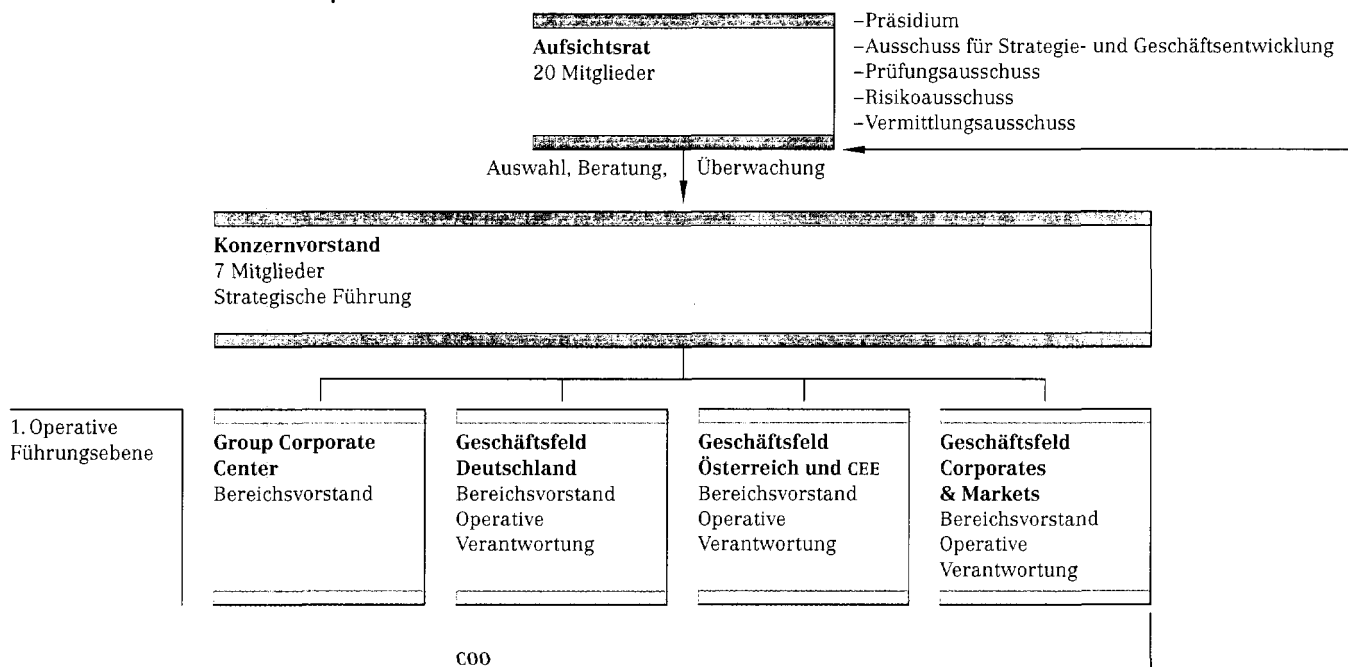 Aufsichtsrat
20 Mitglieder
–Präsidium
–Ausschuss für Strategie- und Geschäftsentwicklung
–Prüfungsausschuss
–Risikoausschuss
–Vermittlungsausschuss
Auswahl, Beratung, Überwachung
Konzernvorstand
7 Mitglieder
Strategische Führung
1. Operative
Führungsebene
Group Corporate
Center
Bereichsvorstand
Geschäftsfeld
Deutschland
Bereichsvorstand
Operative
Verantwortung
Geschäftsfeld
Österreich und CEE
Bereichsvorstand
Operative
Verantwortung
Geschäftsfeld
Corporates
& Markets
Bereichsvorstand
Operative
Verantwortung
COO